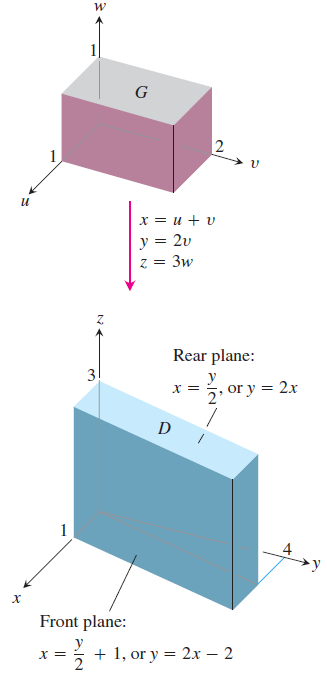 w
1
G
1
2
v
u
x = u + v
y = 2v
z = 3w
z
Rear plane:
3
x = y/2, or y = 2x
D
1
4
y
x
Front plane:
x = y/2 + 1, or y = 2x − 2